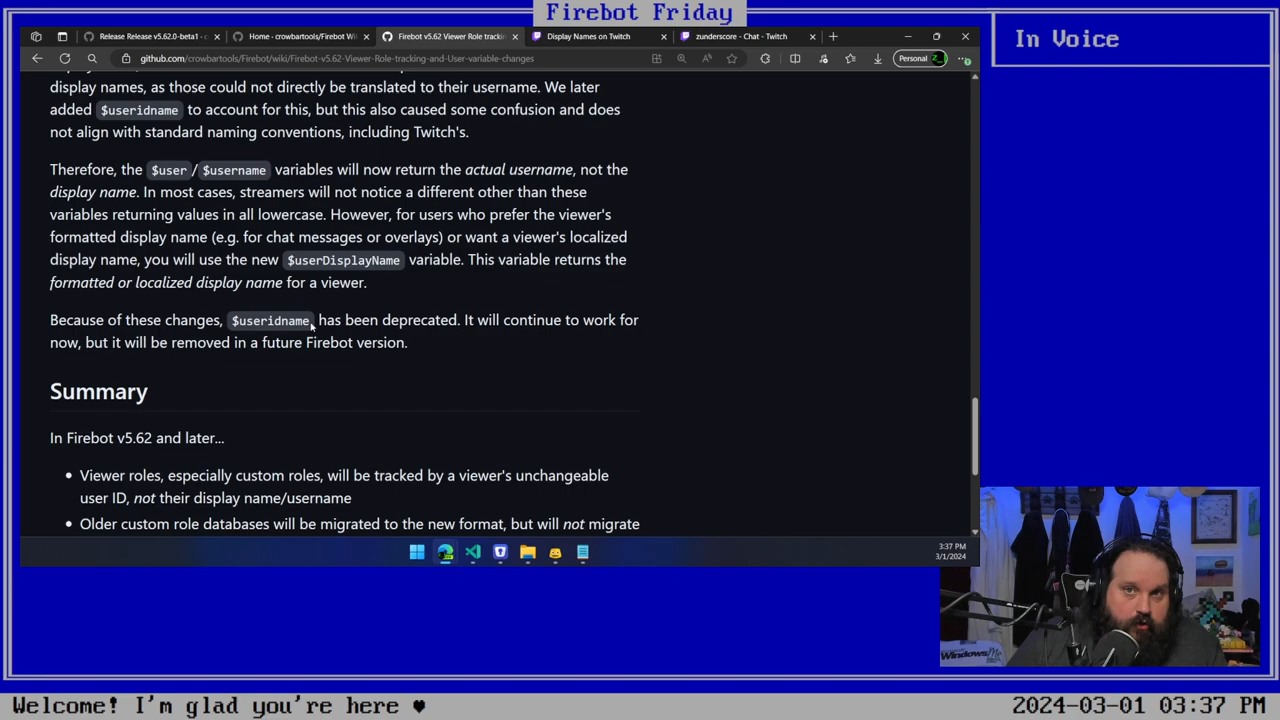 Firebot Friday
Release Release v5.62.0-beta1 - c
Home - crowbartools/Firebot Wi
Firebot v5.62 Viewer Role trackin
Display Names on Twitch
zunderscore - Chat - Twitch
github.com/crowbartools/Firebot/wiki/Firebot-v5.62-Viewer-Role-tracking-and-User-variable-changes
Personal
display names, as those could not directly be translated to their username. We later
added $useridname to account for this, but this also caused some confusion and does
not align with standard naming conventions, including Twitch's.
Therefore, the $user/$username variables will now return the actual username, not the
display name. In most cases, streamers will not notice a different other than these
variables returning values in all lowercase. However, for users who prefer the viewer's
formatted display name (e.g. for chat messages or overlays) or want a viewer's localized
display name, you will use the new $userDisplayName variable. This variable returns the
formatted or localized display name for a viewer.
Because of these changes, $useridname has been deprecated. It will continue to work for
now, but it will be removed in a future Firebot version.
Summary
In Firebot v5.62 and later...
• Viewer roles, especially custom roles, will be tracked by a viewer's unchangeable
user ID, not their display name/username
• Older custom role databases will be migrated to the new format, but will not migrate
3:37 PM
3/1/2024
In Voice
WindowsMe
Welcome! I'm glad you're here ♥
2024-03-01 03:37 PM